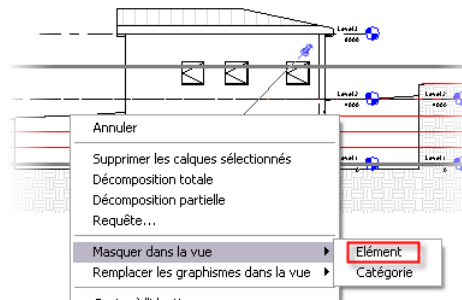 Level3
Level2
Level2
Annuler
Supprimer les calques sélectionnés
Décomposition totale
Décomposition partielle
Requête...
Masquer dans la vue
Elément
Remplacer les graphismes dans la vue
Catégorie